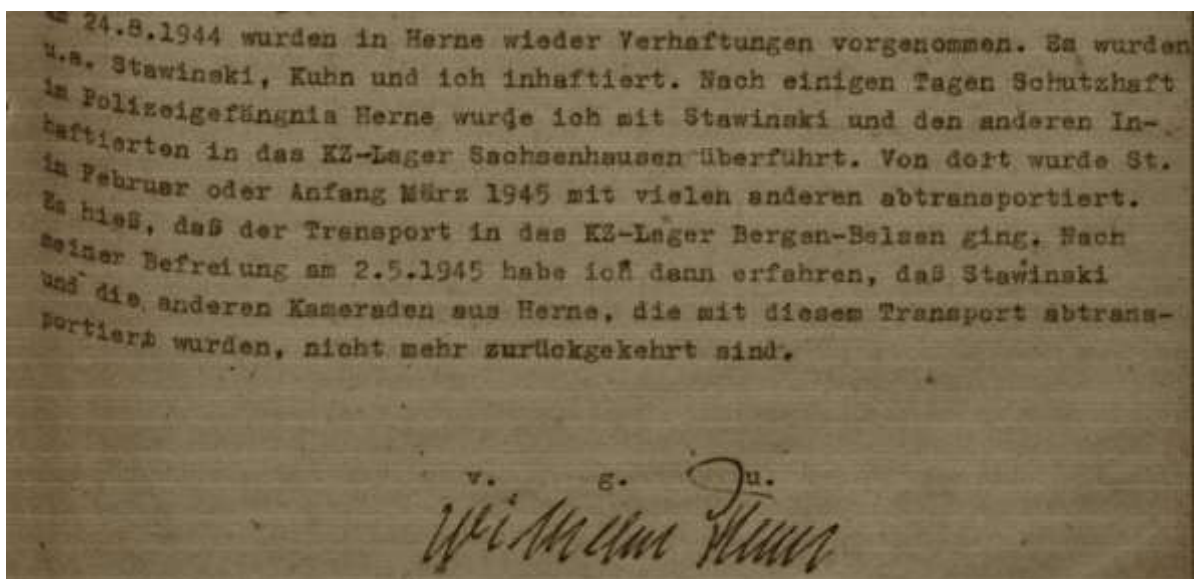 24.8.1944 wurden in Herne wieder Verhaftungen vorgenommen. Es wurden
u.a. Stawinski, Kuhn und ich inhaftiert. Nach einigen Tagen Schutzhaft
im Polizeigefängnis Herne wurde ich mit Stawinski und den anderen In-
haftierten in das KZ-Lager Sachsenhausen überführt. Von dort wurde St.
im Februar oder Anfang März 1945 mit vielen anderen abtransportiert.
Es hieß, daß der Transport in das KZ-Lager Bergen-Belsen ging. Nach
meiner Befreiung am 2.5.1945 habe ich dann erfahren, daß Stawinski
und die anderen Kameraden aus Herne, die mit diesem Transport abtrans-
portiert wurden, nicht mehr zurückgekehrt sind.
v. g. u.
Wilhelm